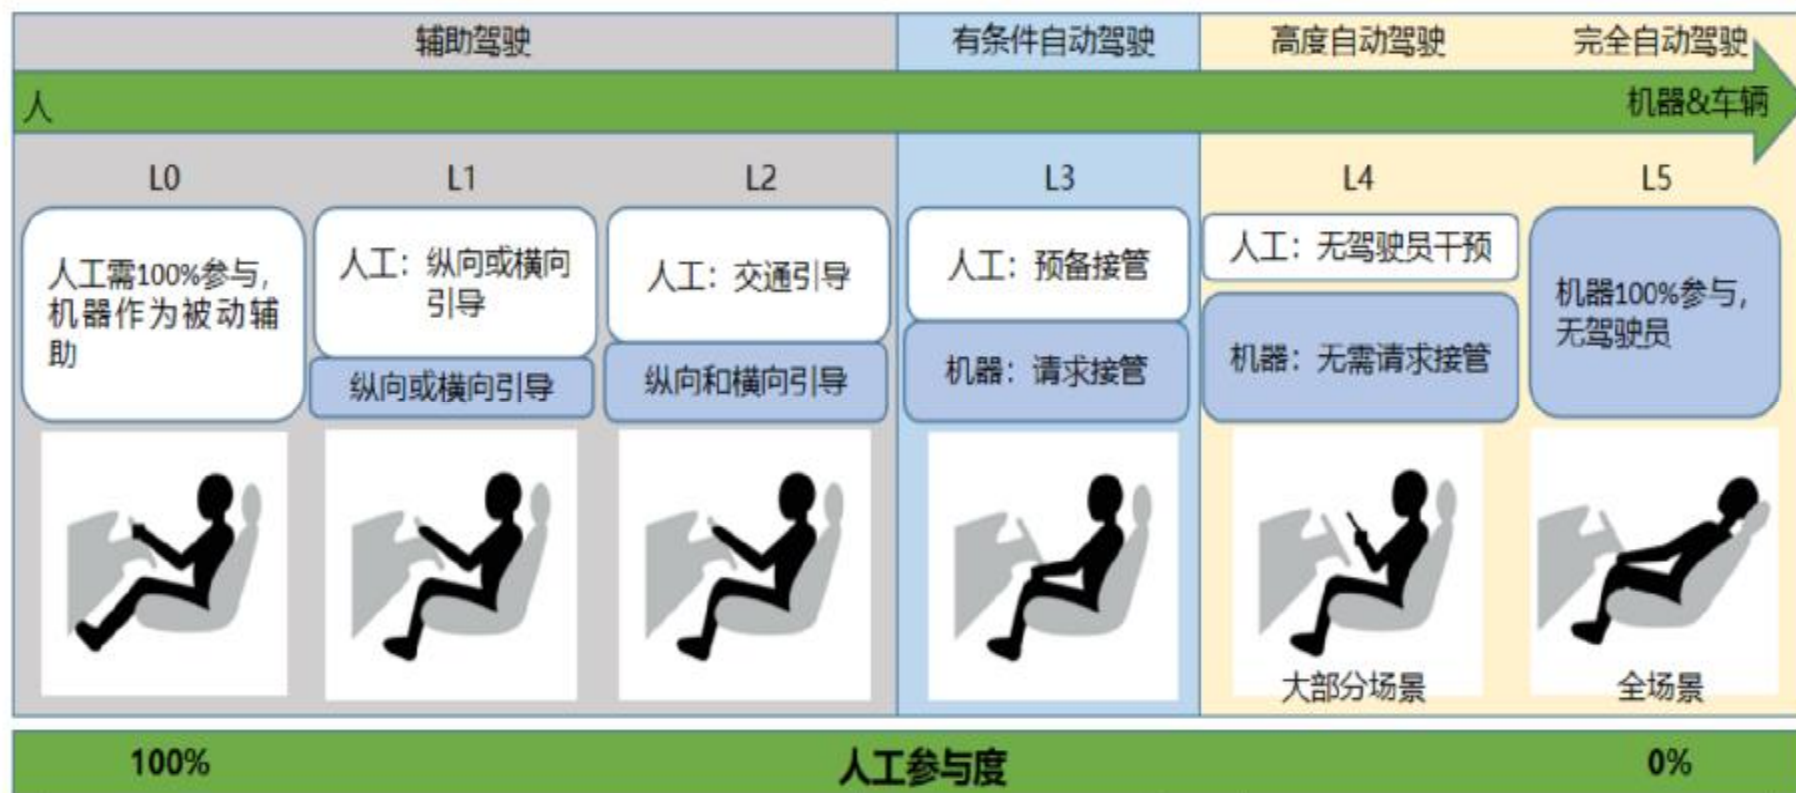 辅助驾驶
有条件自动驾驶
高度自动驾驶
完全自动驾驶
人
机器&车辆
L0
L1
L2
L3
L4
L5
人工需100%参与，
机器作为被动辅
助
人工：纵向或横向
引导
纵向或横向引导
人工：交通引导
纵向和横向引导
人工：预备接管
机器：请求接管
人工：无驾驶员干预
机器：无需请求接管
机器100%参与，
无驾驶员
大部分场景
全场景
100%
人工参与度
0%